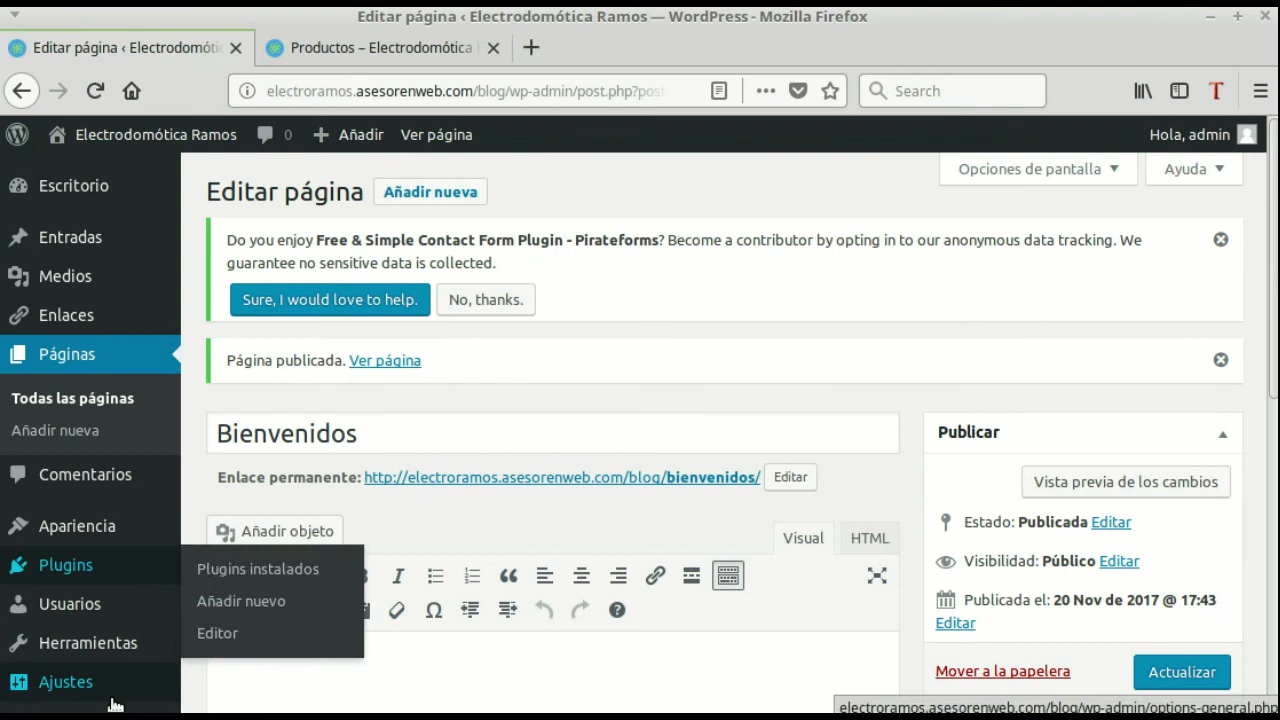 Editar página ‹ Electrodomótica Ramos — WordPress - Mozilla Firefox
Editar página ‹ Electrodomóti
Productos – Electrodomótica
electroramos.asesorenweb.com/blog/wp-admin/post.php?post
Search
Electrodomótica Ramos
0
Añadir
Ver página
Hola, admin
Escritorio
Entradas
Medios
Enlaces
Páginas
Todas las páginas
Añadir nueva
Comentarios
Apariencia
Plugins
Usuarios
Herramientas
Ajustes
Plugins instalados
Añadir nuevo
Editor
Opciones de pantalla
Ayuda
Editar página
Añadir nueva
Do you enjoy Free & Simple Contact Form Plugin - Pirateforms? Become a contributor by opting in to our anonymous data tracking. We
guarantee no sensitive data is collected.
Sure, I would love to help.
No, thanks.
Página publicada. Ver página
Bienvenidos
Enlace permanente: http://electroramos.asesorenweb.com/blog/bienvenidos/ Editar
Añadir objeto
Visual
HTML
Publicar
Vista previa de los cambios
Estado: Publicada Editar
Visibilidad: Público Editar
Publicada el: 20 Nov de 2017 @ 17:43
Editar
Mover a la papelera
Actualizar
electroramos.asesorenweb.com/blog/wp-admin/options-general.php